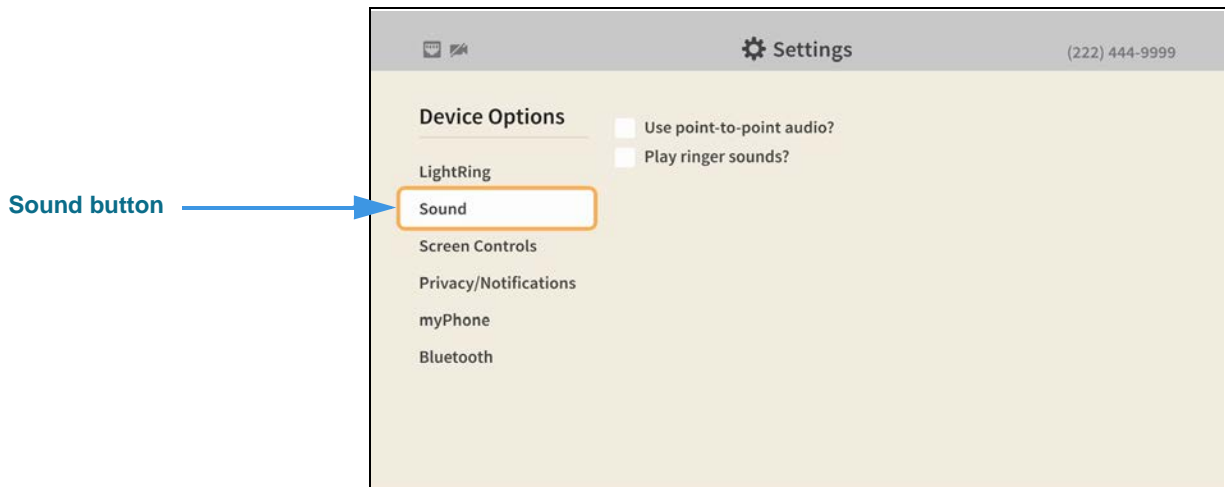 Settings
(222) 444-9999
Device Options
Use point-to-point audio?
Play ringer sounds?
LightRing
Sound button
Sound
Screen Controls
Privacy/Notifications
myPhone
Bluetooth